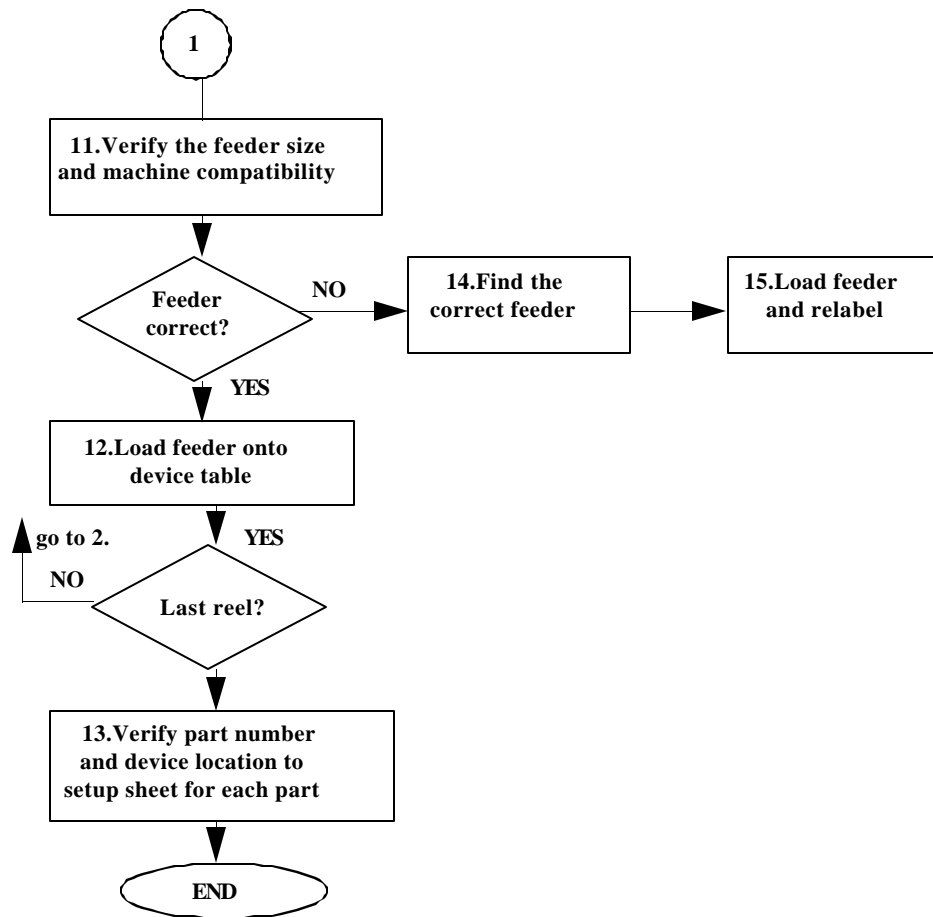 1
11.Verify the feeder size
and machine compatibility
Feeder
correct?
NO
14.Find the
correct feeder
15.Load feeder
and relabel
YES
12.Load feeder onto
device table
YES
go to 2.
NO
Last reel?
13.Verify part number
and device location to
setup sheet for each part
END